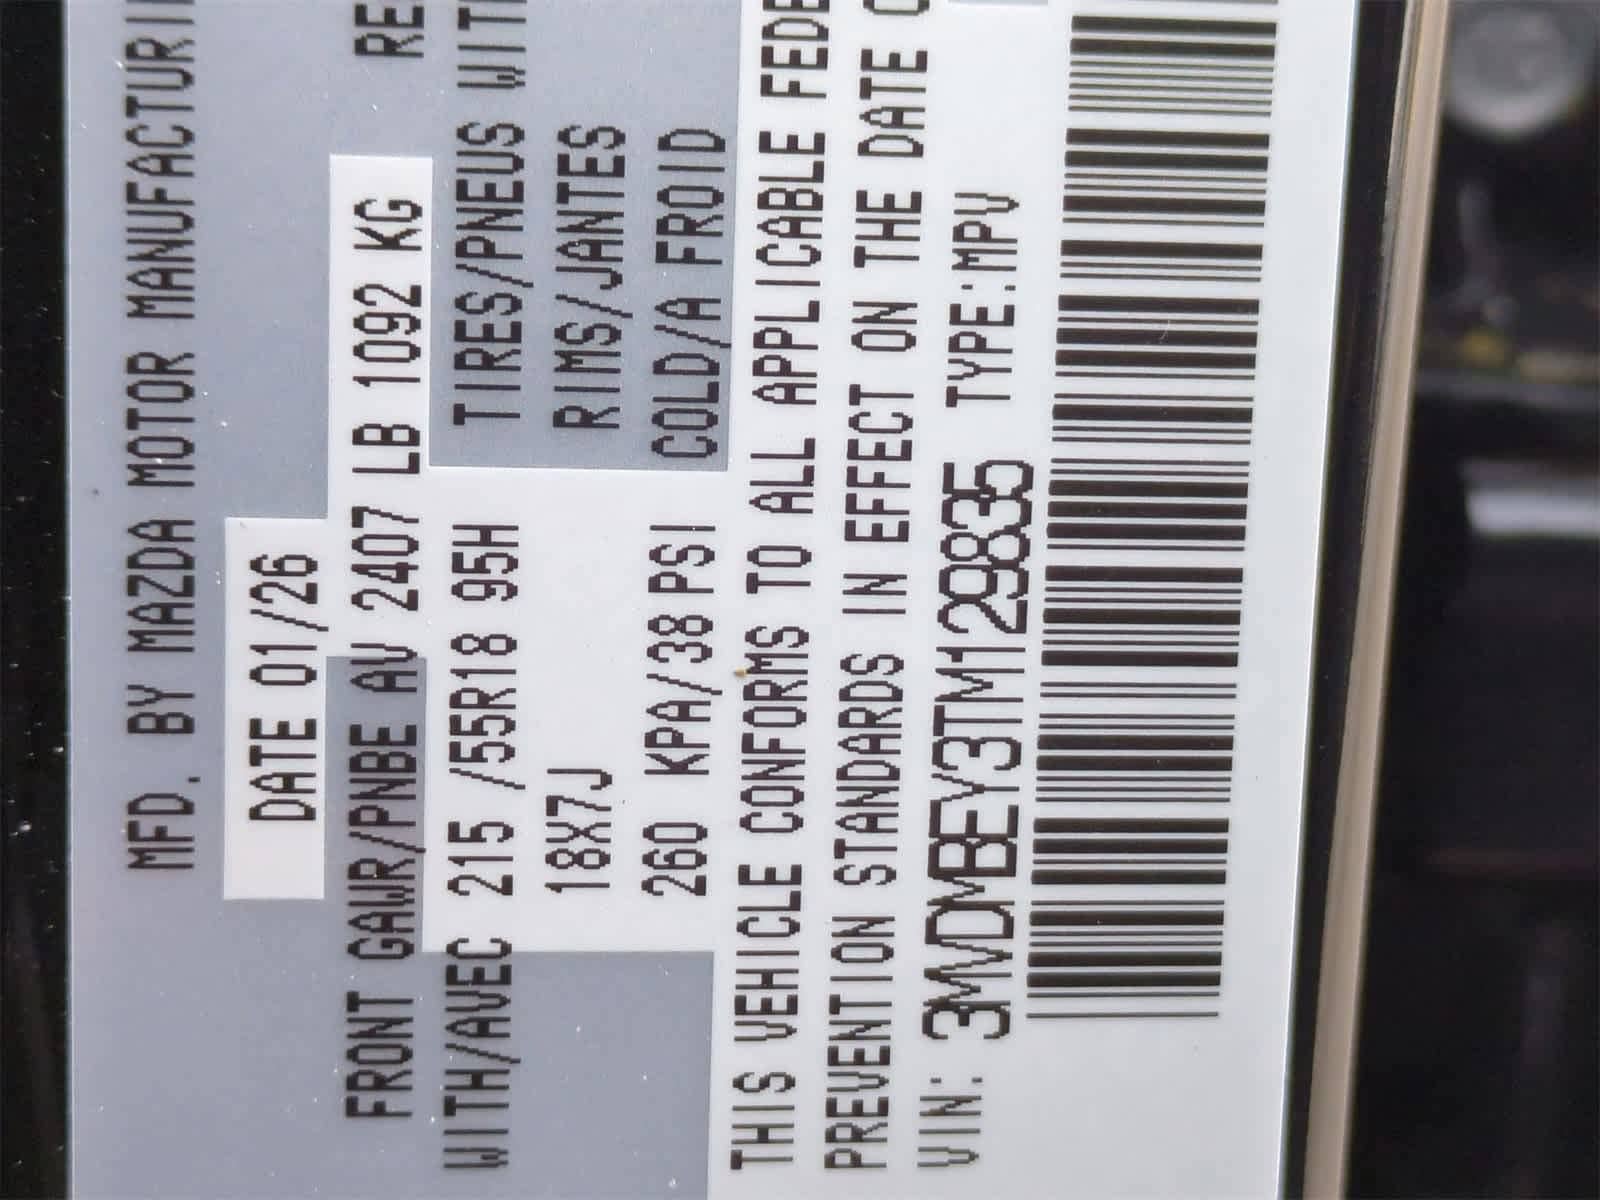 MFD. BY MAZDA MOTOR MANUFACTURI
DATE 01/26
FRONT GAWR/PNBE AV 2407 LB 1092 KG RE
WITH/AVEC 215 /55R18 95H TIRES/PNEUS WIT
18X7J RIMS/JANTES
260 KPA/38 PSI COLD/A FROID
THIS VEHICLE CONFORMS TO ALL APPLICABLE FEDE
PREVENTION STANDARDS IN EFFECT ON THE DATE O
VIN: 3MVDMBEY3TM129835 TYPE:MPV